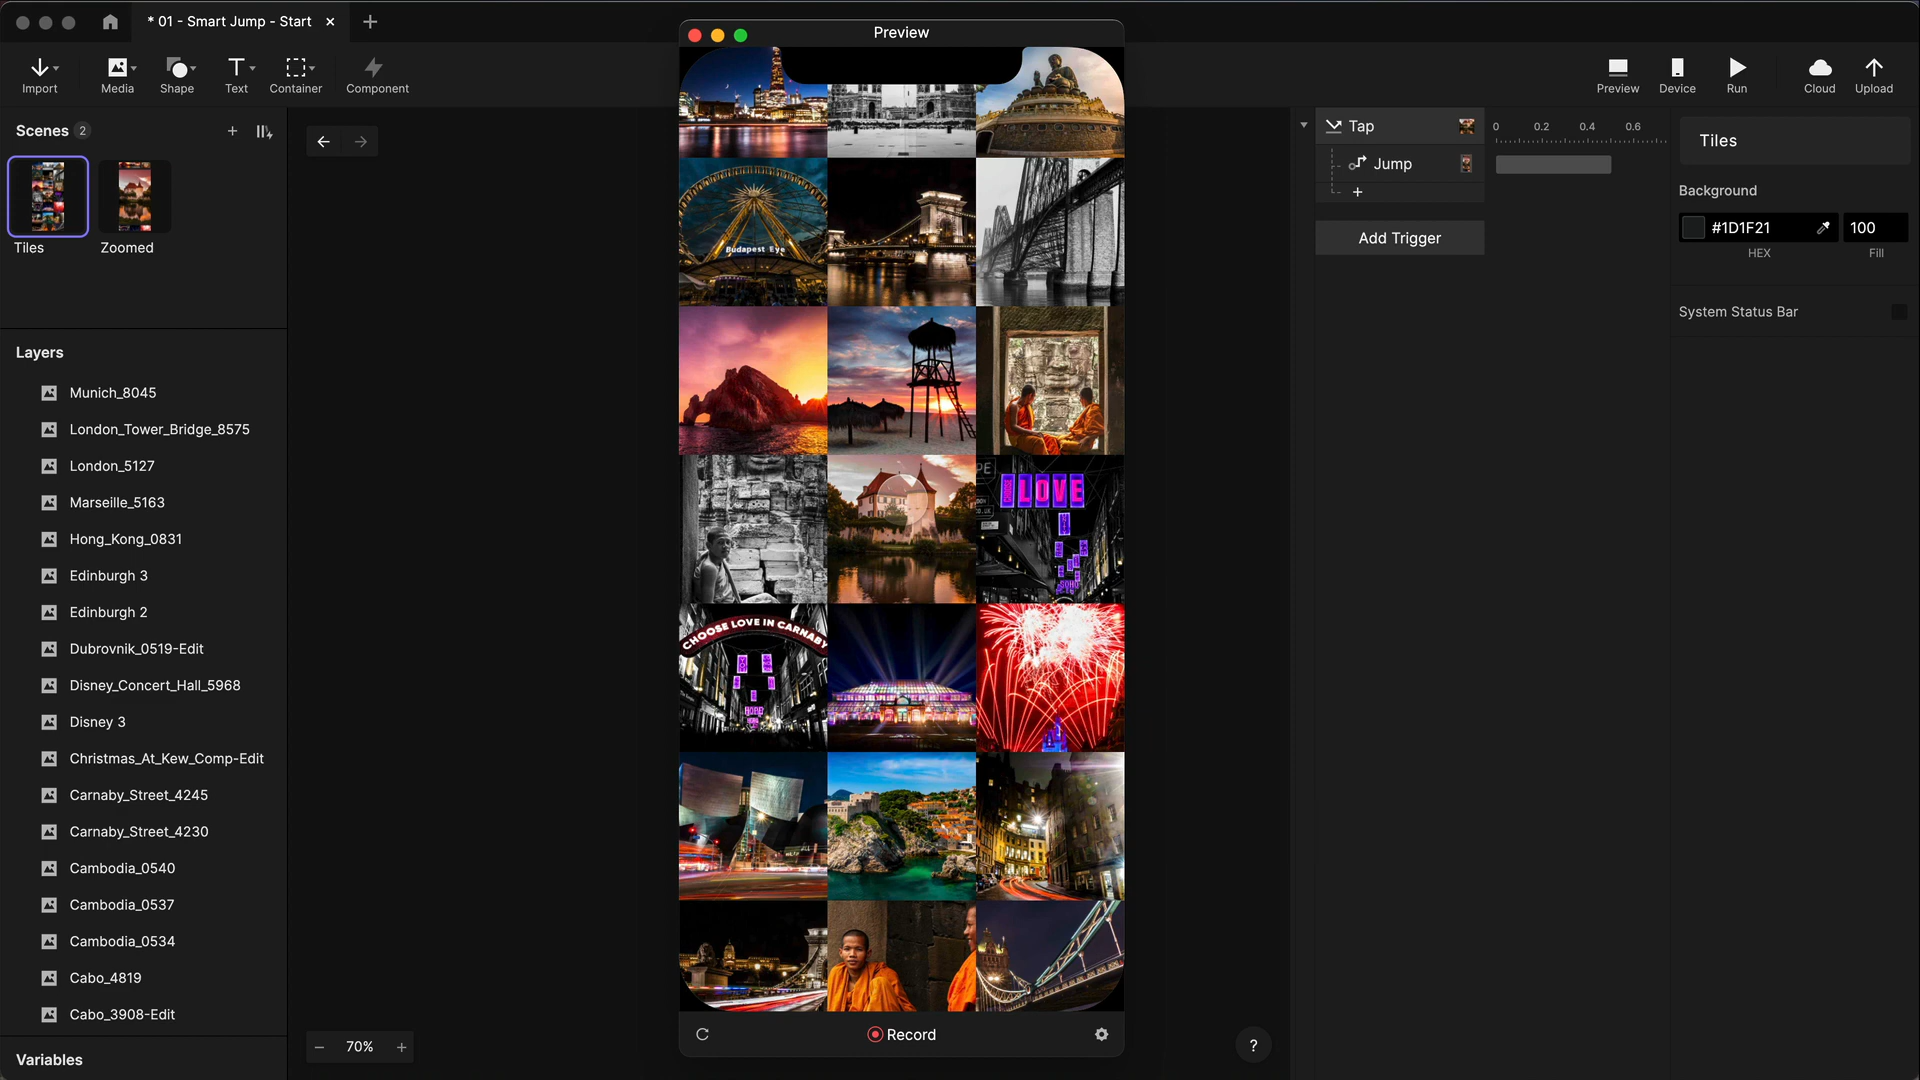 * 01 - Smart Jump - Start
Preview
Import
Media
Shape
Text
Container
Component
Preview
Device
Run
Cloud
Upload
Scenes 2
Tiles
Zoomed
Layers
Munich_8045
London_Tower_Bridge_8575
London_5127
Marseille_5163
Hong_Kong_0831
Edinburgh 3
Edinburgh 2
Dubrovnik_0519-Edit
Disney_Concert_Hall_5968
Disney 3
Christmas_At_Kew_Comp-Edit
Carnaby_Street_4245
Carnaby_Street_4230
Cambodia_0540
Cambodia_0537
Cambodia_0534
Cabo_4819
Cabo_3908-Edit
Variables
70%
Budapest Eye
LOVE
SOHO
CHOOSE LOVE IN CARNABY
Record
?
Tap
Jump
Add Trigger
0 0.2 0.4 0.6
Tiles
Background
#1D1F21 100
HEX Fill
System Status Bar